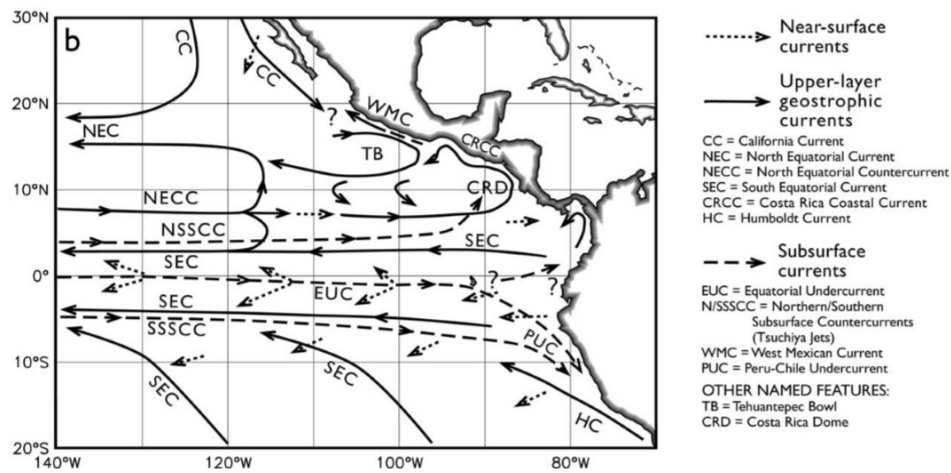 30°N
b
CC
CC
20°N
?
WMC
NEC
TB
CRCC
10°N
CRD
NECC
NSSCC
SEC
SEC
0°
?
EUC
?
SEC
SSSCC
10°S
PUC
SEC
SEC
HC
20°S
140°W
120°W
100°W
80°W
Near-surface
currents
Upper-layer
geostrophic
currents
CC = California Current
NEC = North Equatorial Current
NECC = North Equatorial Countercurrent
SEC = South Equatorial Current
CRCC = Costa Rica Coastal Current
HC = Humboldt Current
Subsurface
currents
EUC = Equatorial Undercurrent
N/SSSCC = Northern/Southern
Subsurface Countercurrents
(Tsuchiya Jets)
WMC = West Mexican Current
PUC = Peru-Chile Undercurrent
OTHER NAMED FEATURES:
TB = Tehuantepec Bowl
CRD = Costa Rica Dome